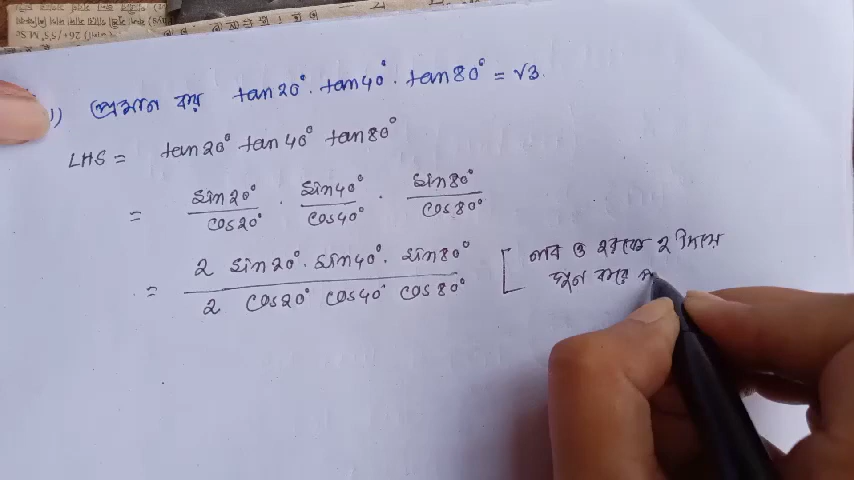 1) প্রমান কর tan20°. tan40°. tan80° = √3.
LHS = tan20° tan40° tan80°
= sin20°/cos20° . sin40°/cos40° . sin80°/cos80°
= 2 sin20°. sin40°. sin80° / 2 cos20° cos40° cos80° [লব ও হরকে 2 দিয়ে
গুন করে